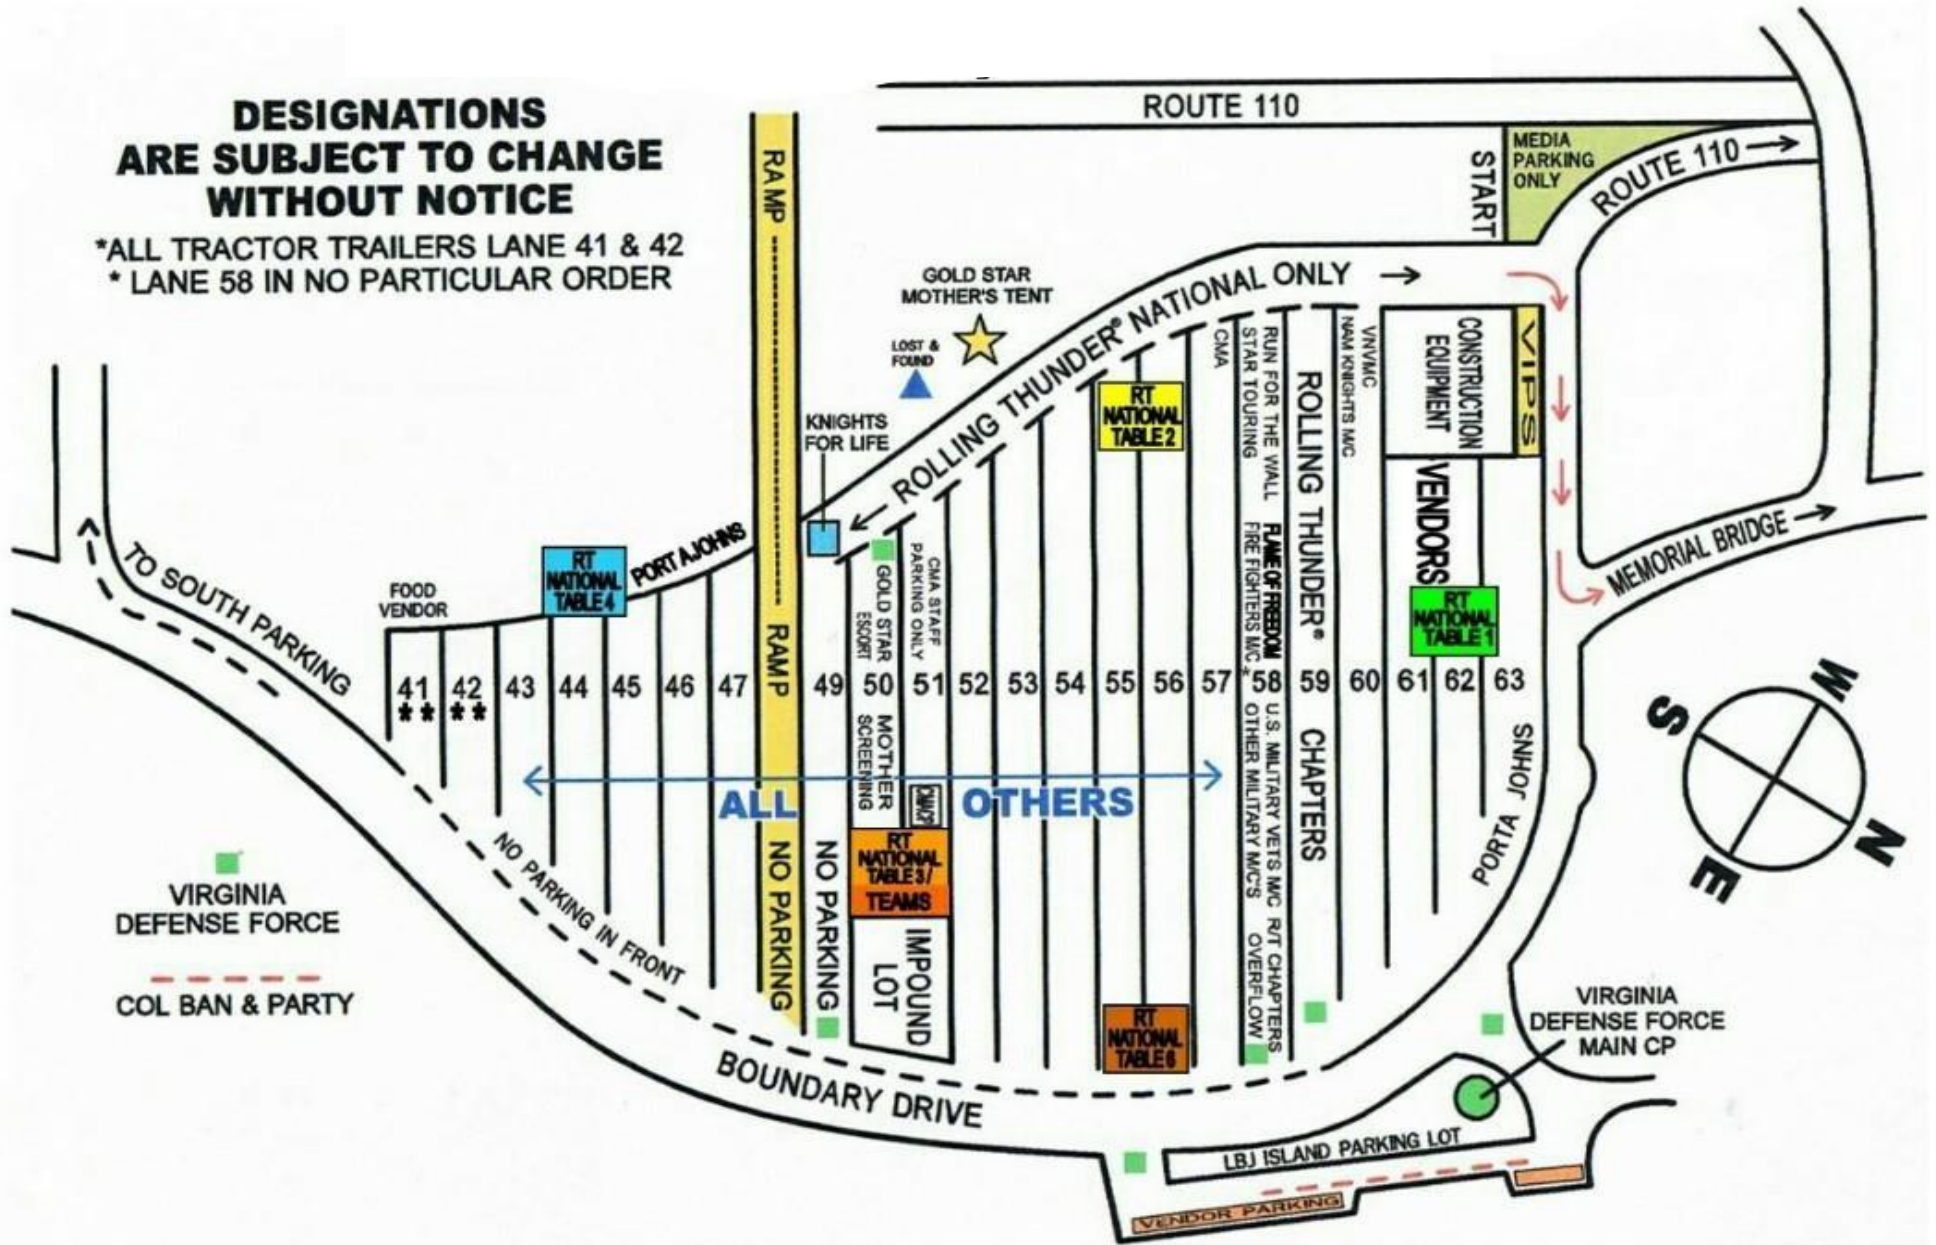 DESIGNATIONS
ARE SUBJECT TO CHANGE
WITHOUT NOTICE
*ALL TRACTOR TRAILERS LANE 41 & 42
* LANE 58 IN NO PARTICULAR ORDER
ROUTE 110
START
MEDIA
PARKING
ONLY
ROUTE 110
RAMP
GOLD STAR
MOTHER'S TENT
LOST &
FOUND
KNIGHTS
FOR LIFE
ROLLING THUNDER® NATIONAL ONLY
RT
NATIONAL
TABLE 2
CMA
RUN FOR THE WALL
STAR TOURING
FLAME OF FREEDOM
FIRE FIGHTERS M/C
ROLLING THUNDER®
VNVMC
NAM KNIGHTS M/C
CONSTRUCTION
EQUIPMENT
VIPS
VENDORS
RT
NATIONAL
TABLE 1
MEMORIAL BRIDGE
TO SOUTH PARKING
FOOD
VENDOR
RT
NATIONAL
TABLE 4
PORT AJOHNS
RAMP
GOLD STAR
ESCORT
CMA STAFF
PARKING ONLY
41 42 43 44 45 46 47 49 50 51 52 53 54 55 56 57 *58 59 60 61 62 63
** **
MOTHER
SCREENING
U.S. MILITARY VETS M/C
OTHER MILITARY M/C'S
R/T CHAPTERS
OVERFLOW
CHAPTERS
PORTA JOHNS
W
S
N
E
ALL OTHERS
RT
NATIONAL
TABLE 3/
TEAMS
IMPOUND
LOT
NO PARKING
NO PARKING
NO PARKING IN FRONT
RT
NATIONAL
TABLE 6
BOUNDARY DRIVE
VIRGINIA
DEFENSE FORCE
COL BAN & PARTY
VIRGINIA
DEFENSE FORCE
MAIN CP
LBJ ISLAND PARKING LOT
VENDOR PARKING